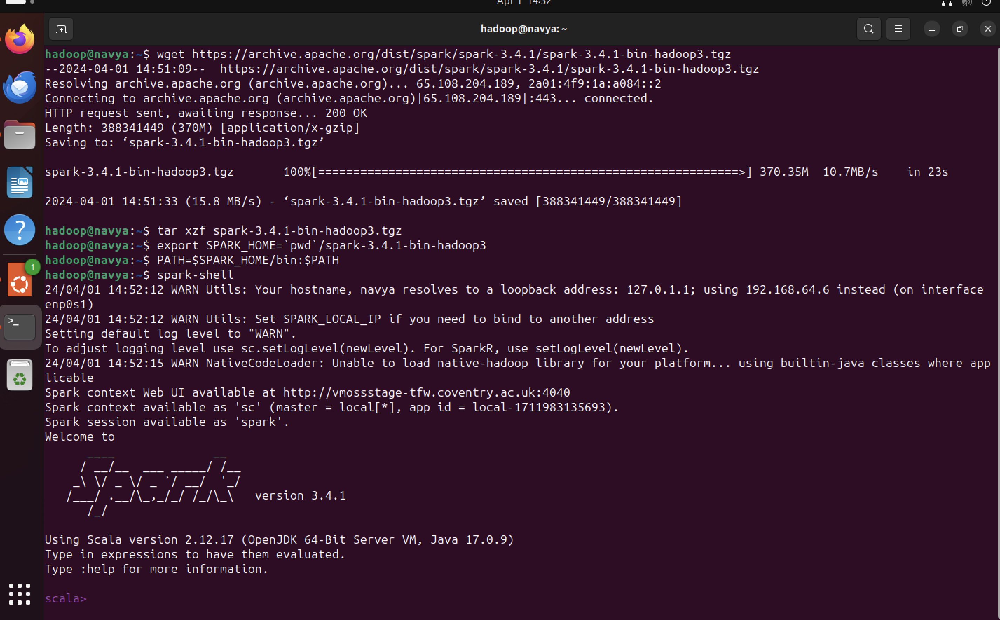 Apr 1 14:52
hadoop@navya: ~
hadoop@navya:~$ wget https://archive.apache.org/dist/spark/spark-3.4.1/spark-3.4.1-bin-hadoop3.tgz
--2024-04-01 14:51:09--  https://archive.apache.org/dist/spark/spark-3.4.1/spark-3.4.1-bin-hadoop3.tgz
Resolving archive.apache.org (archive.apache.org)... 65.108.204.189, 2a01:4f9:1a:a084::2
Connecting to archive.apache.org (archive.apache.org)|65.108.204.189|:443... connected.
HTTP request sent, awaiting response... 200 OK
Length: 388341449 (370M) [application/x-gzip]
Saving to: ‘spark-3.4.1-bin-hadoop3.tgz’
spark-3.4.1-bin-hadoop3.tgz       100%[============================================================>] 370.35M  10.7MB/s    in 23s
2024-04-01 14:51:33 (15.8 MB/s) - ‘spark-3.4.1-bin-hadoop3.tgz’ saved [388341449/388341449]
hadoop@navya:~$ tar xzf spark-3.4.1-bin-hadoop3.tgz
hadoop@navya:~$ export SPARK_HOME=`pwd`/spark-3.4.1-bin-hadoop3
hadoop@navya:~$ PATH=$SPARK_HOME/bin:$PATH
hadoop@navya:~$ spark-shell
24/04/01 14:52:12 WARN Utils: Your hostname, navya resolves to a loopback address: 127.0.1.1; using 192.168.64.6 instead (on interface
enp0s1)
24/04/01 14:52:12 WARN Utils: Set SPARK_LOCAL_IP if you need to bind to another address
Setting default log level to "WARN".
To adjust logging level use sc.setLogLevel(newLevel). For SparkR, use setLogLevel(newLevel).
24/04/01 14:52:15 WARN NativeCodeLoader: Unable to load native-hadoop library for your platform... using builtin-java classes where app
licable
Spark context Web UI available at http://vmossstage-tfw.coventry.ac.uk:4040
Spark context available as 'sc' (master = local[*], app id = local-1711983135693).
Spark session available as 'spark'.
Welcome to
      ____              __
     / __/__  ___ _____/ /__
    _\ \/ _ \/ _ `/ __/  '_/
   /___/ .__/\_,_/_/ /_/\_\   version 3.4.1
      /_/
Using Scala version 2.12.17 (OpenJDK 64-Bit Server VM, Java 17.0.9)
Type in expressions to have them evaluated.
Type :help for more information.
scala>
1